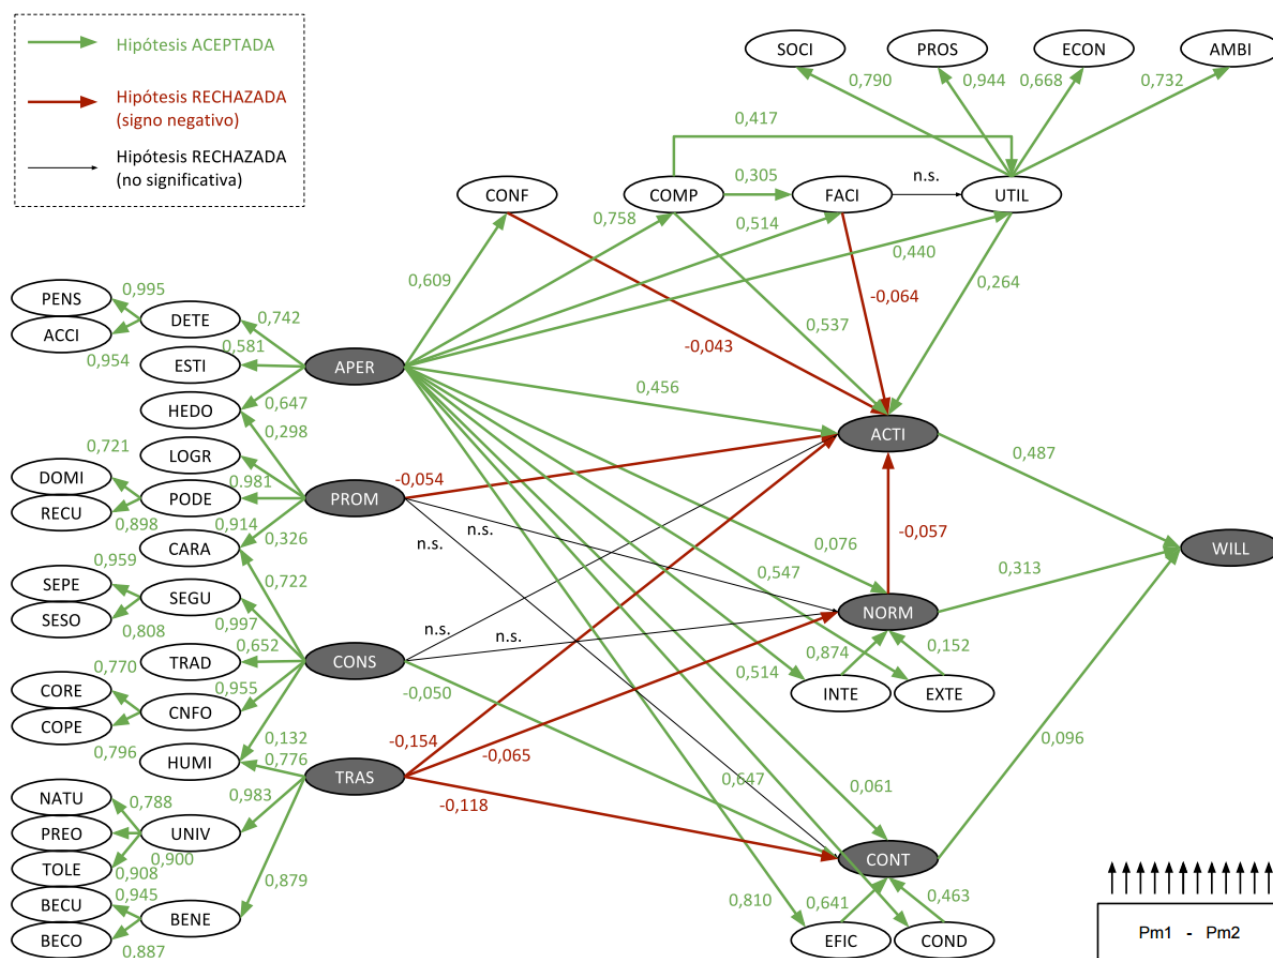 Hipótesis ACEPTADA
Hipótesis RECHAZADA
(signo negativo)
Hipótesis RECHAZADA
(no significativa)
SOCI
PROS
ECON
AMBI
0,790
0,944
0,668
0,732
0,417
CONF
COMP
0,305
FACI
n.s.
UTIL
0,758
0,514
0,440
0,609
-0,064
0,264
0,537
-0,043
PENS
0,995
ACCI
DETE
0,742
0,954
0,581
ESTI
APER
0,456
HEDO
0,647
0,298
ACTI
0,487
LOGR
0,721
DOMI
0,981
-0,054
RECU
PODE
PROM
0,898
0,914
0,326
n.s.
n.s.
CARA
0,076
-0,057
WILL
0,959
0,722
0,547
0,313
SEPE
SEGU
SESO
NORM
0,808
0,997
n.s.
n.s.
0,652
TRAD
CONS
0,874
0,152
0,770
0,514
CORE
0,955
-0,050
INTE
EXTE
CNFO
COPE
0,796
0,132
-0,154
-0,065
0,096
HUMI
0,776
TRAS
0,647
0,061
NATU
0,788
0,983
-0,118
PREO
UNIV
TOLE
0,900
0,908
CONT
BECU
0,945
0,879
0,810
0,641
0,463
BENE
BECO
0,887
EFIC
COND
Pm1 - Pm2